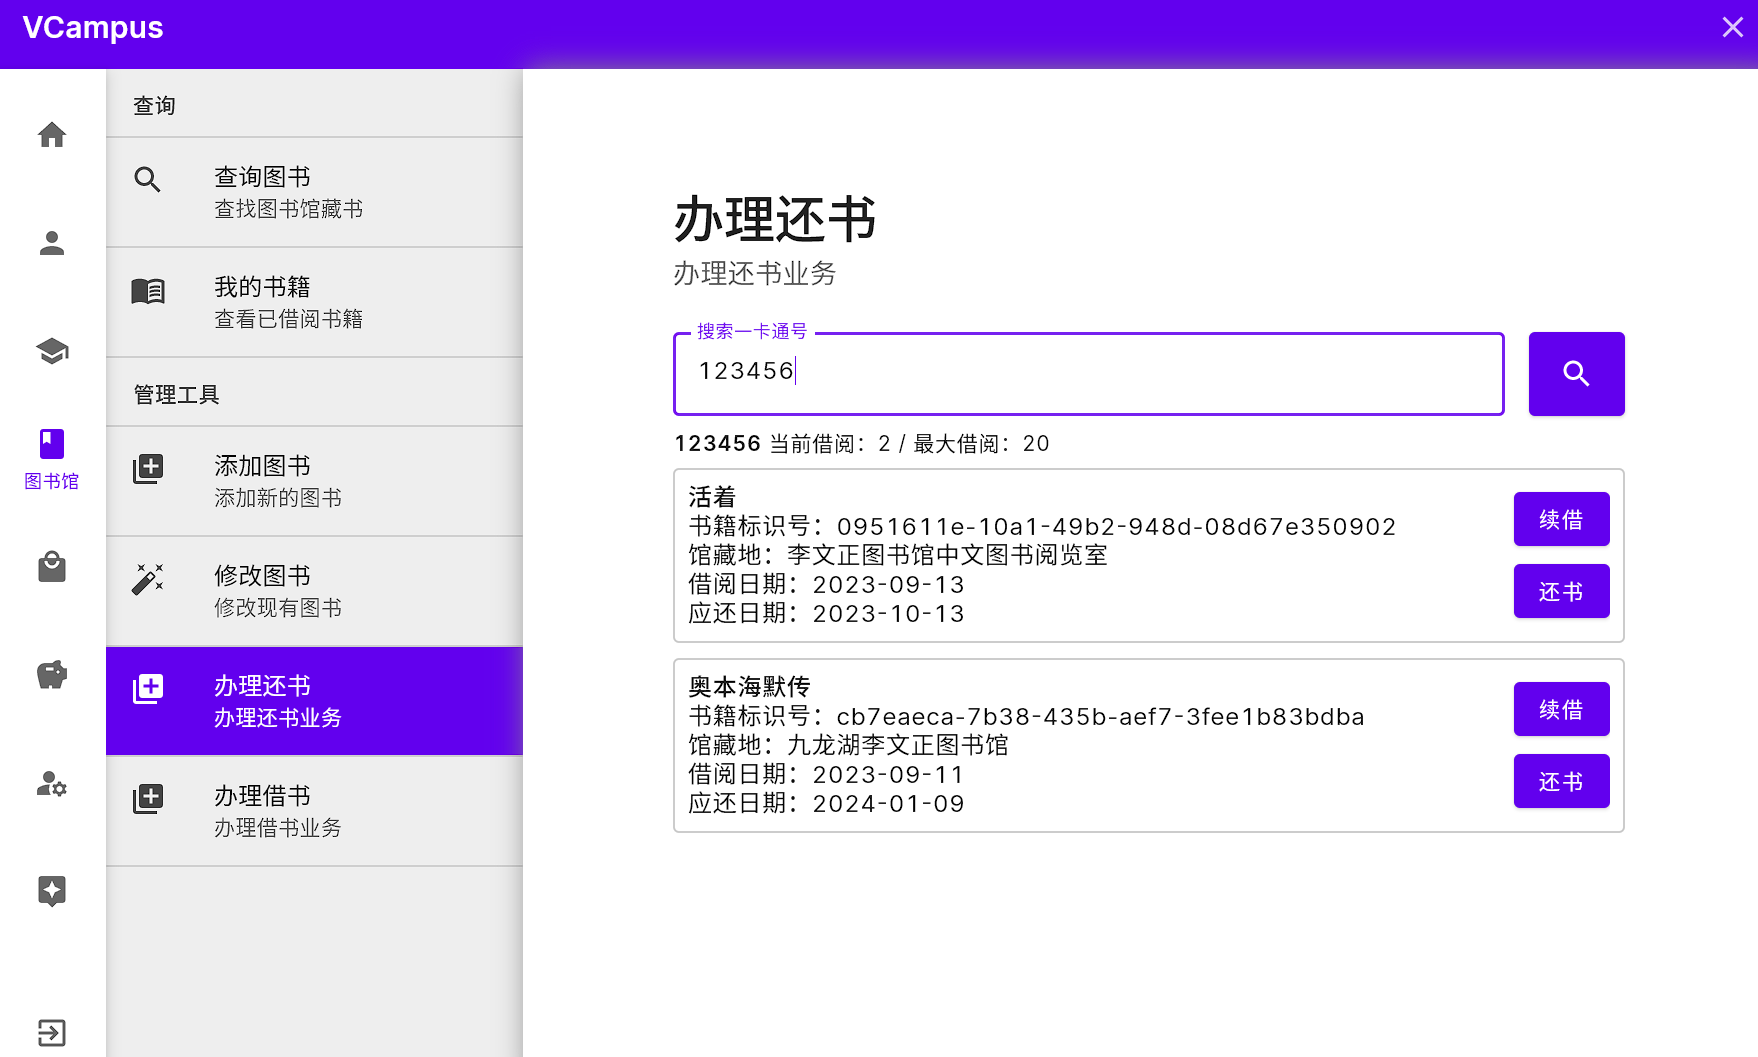 VCampus
图书馆
查询
查询图书
查找图书馆藏书
我的书籍
查看已借阅书籍
管理工具
添加图书
添加新的图书
修改图书
修改现有图书
办理还书
办理还书业务
办理借书
办理借书业务
办理还书
办理还书业务
搜索一卡通号
123456
123456 当前借阅：2 / 最大借阅：20
活着
书籍标识号：0951611e-10a1-49b2-948d-08d67e350902
馆藏地：李文正图书馆中文图书阅览室
借阅日期：2023-09-13
应还日期：2023-10-13
续借
还书
奥本海默传
书籍标识号：cb7eaeca-7b38-435b-aef7-3fee1b83bdba
馆藏地：九龙湖李文正图书馆
借阅日期：2023-09-11
应还日期：2024-01-09
续借
还书